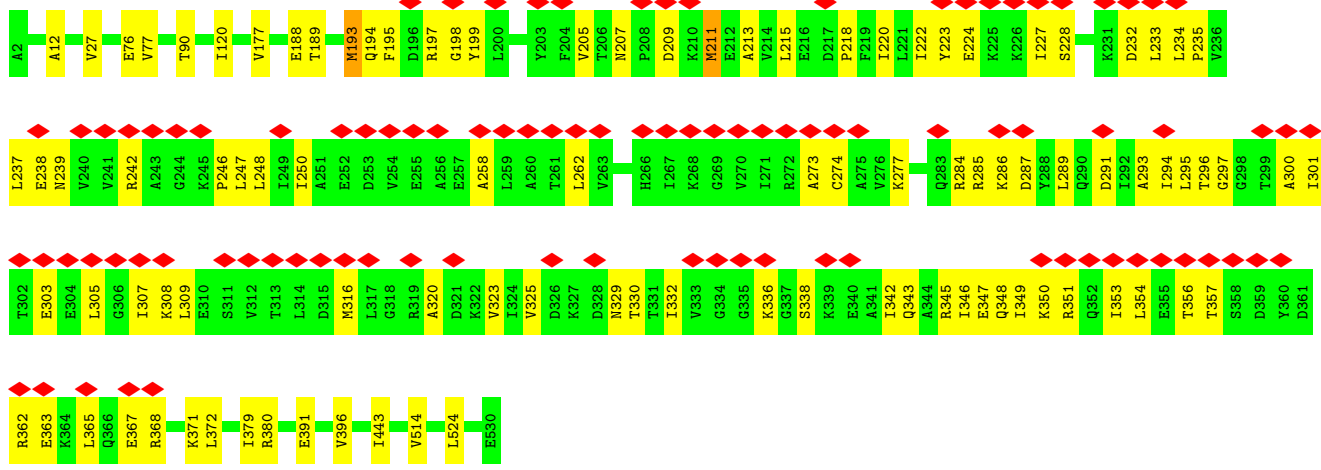 A2 A12 V27 E76 V77 T90 I120 V177 E188 T189 M193 Q194 F195 D196 R197 G198 Y199 L200 Y203 F204 V205 T206 N207 P208 D209 K210 M211 E212 A213 V214 L215 E216 D217 P218 F219 I220 L221 I222 Y223 E224 K225 K226 I227 S228 K231 D232 L233 L234 P235 V236
L237 E238 N239 V240 V241 R242 A243 G244 K245 P246 L247 L248 I249 I250 A251 E252 D253 V254 E255 A256 E257 A258 L259 A260 T261 L262 V263 H266 I267 K268 G269 V270 I271 R272 A273 C274 A275 V276 K277 Q283 R284 R285 K286 D287 Y288 L289 Q290 D291 I292 A293 I294 L295 T296 G297 G298 T299 A300 I301
T302 E303 E304 L305 G306 I307 K308 L309 E310 S311 V312 T313 L314 D315 M316 L317 G318 R319 A320 D321 K322 V323 I324 V325 D326 K327 D328 N329 T330 T331 I332 V333 G334 G335 K336 G337 S338 K339 E340 A341 I342 Q343 A344 R345 I346 E347 Q348 I349 K350 R351 Q352 I353 L354 E355 T356 T357 S358 D359 Y360 D361
R362 E363 K364 L365 Q366 E367 R368 K371 L372 I379 R380 E391 V396 I443 V514 L524 E530